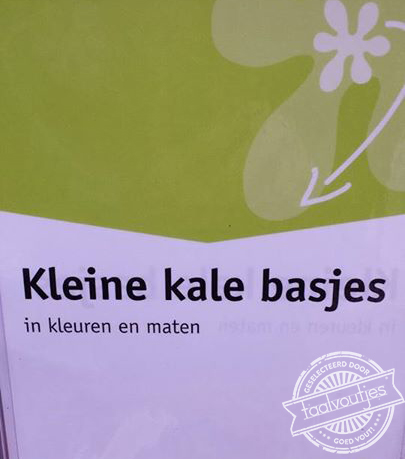 Kleine kale basjes
in kleuren en maten
GESELECTEERD DOOR
taalvoutjes
GOED VOUT!